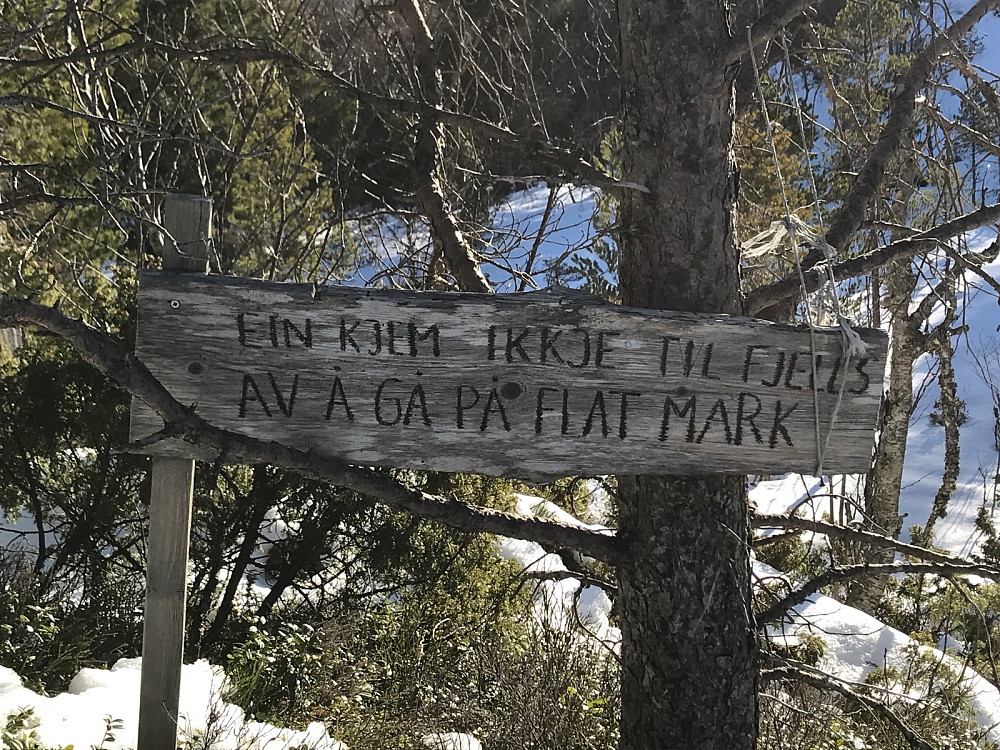 EIN KJEM IKKJE TIL FJELLS
AV Å GÅ PÅ FLAT MARK